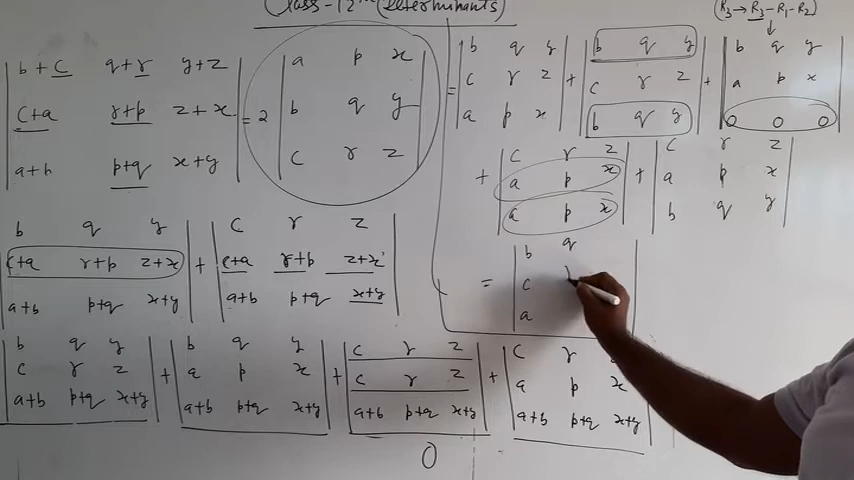 Class-12th (Determinants)
(R3→R3-R1-R2)
↓
| b+c q+r y+z |
| c+a r+p z+x | = 2
| a+b p+q x+y |
| a p x |
| b q y |
| c r z |
= | b q y |
| c r z |
| a p x |
+ | b q y |
| c r z |
| b q y |
+ | b q y |
| a p x |
| 0 0 0 |
+ | c r z |
| a p x |
| a p x |
+ | c r z |
| a p x |
| b q y |
| b q y |
| c+a r+p z+x |
| a+b p+q x+y |
+ | c r z |
| c+a r+p z+x |
| a+b p+q x+y |
= | b q
| c
| a
| b q y |
| c r z |
| a+b p+q x+y |
+ | b q y |
| a p x |
| a+b p+q x+y |
+ | c r z |
| c r z |
| a+b p+q x+y |
+ | c r
| a p x |
| a+b p+q x+y |
0